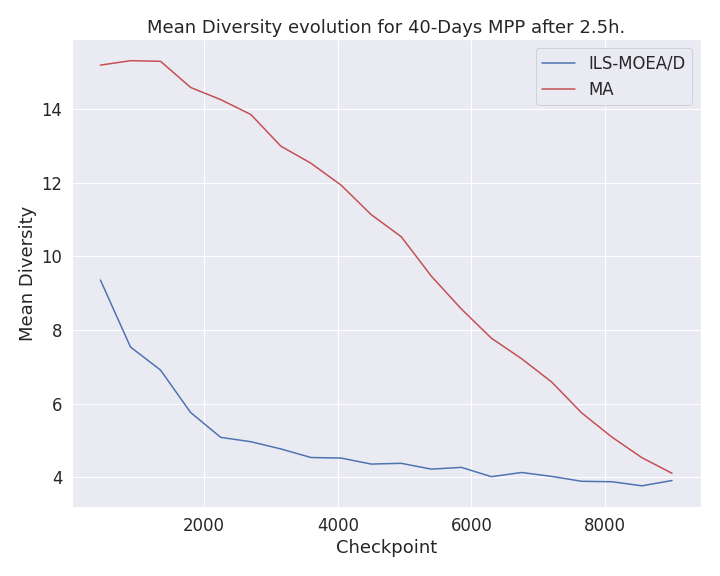 Mean Diversity evolution for 40-Days MPP after 2.5h.
ILS-MOEA/D
MA
Mean Diversity
14
12
10
8
6
4
2000 4000 6000 8000
Checkpoint